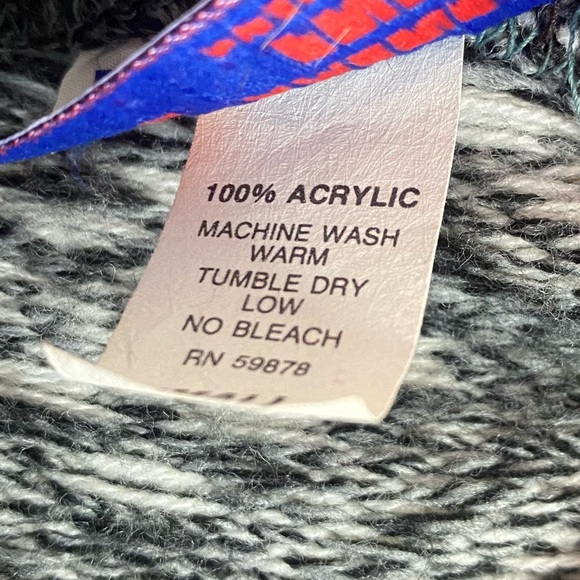 100% ACRYLIC
MACHINE WASH
WARM
TUMBLE DRY
LOW
NO BLEACH
RN 59878